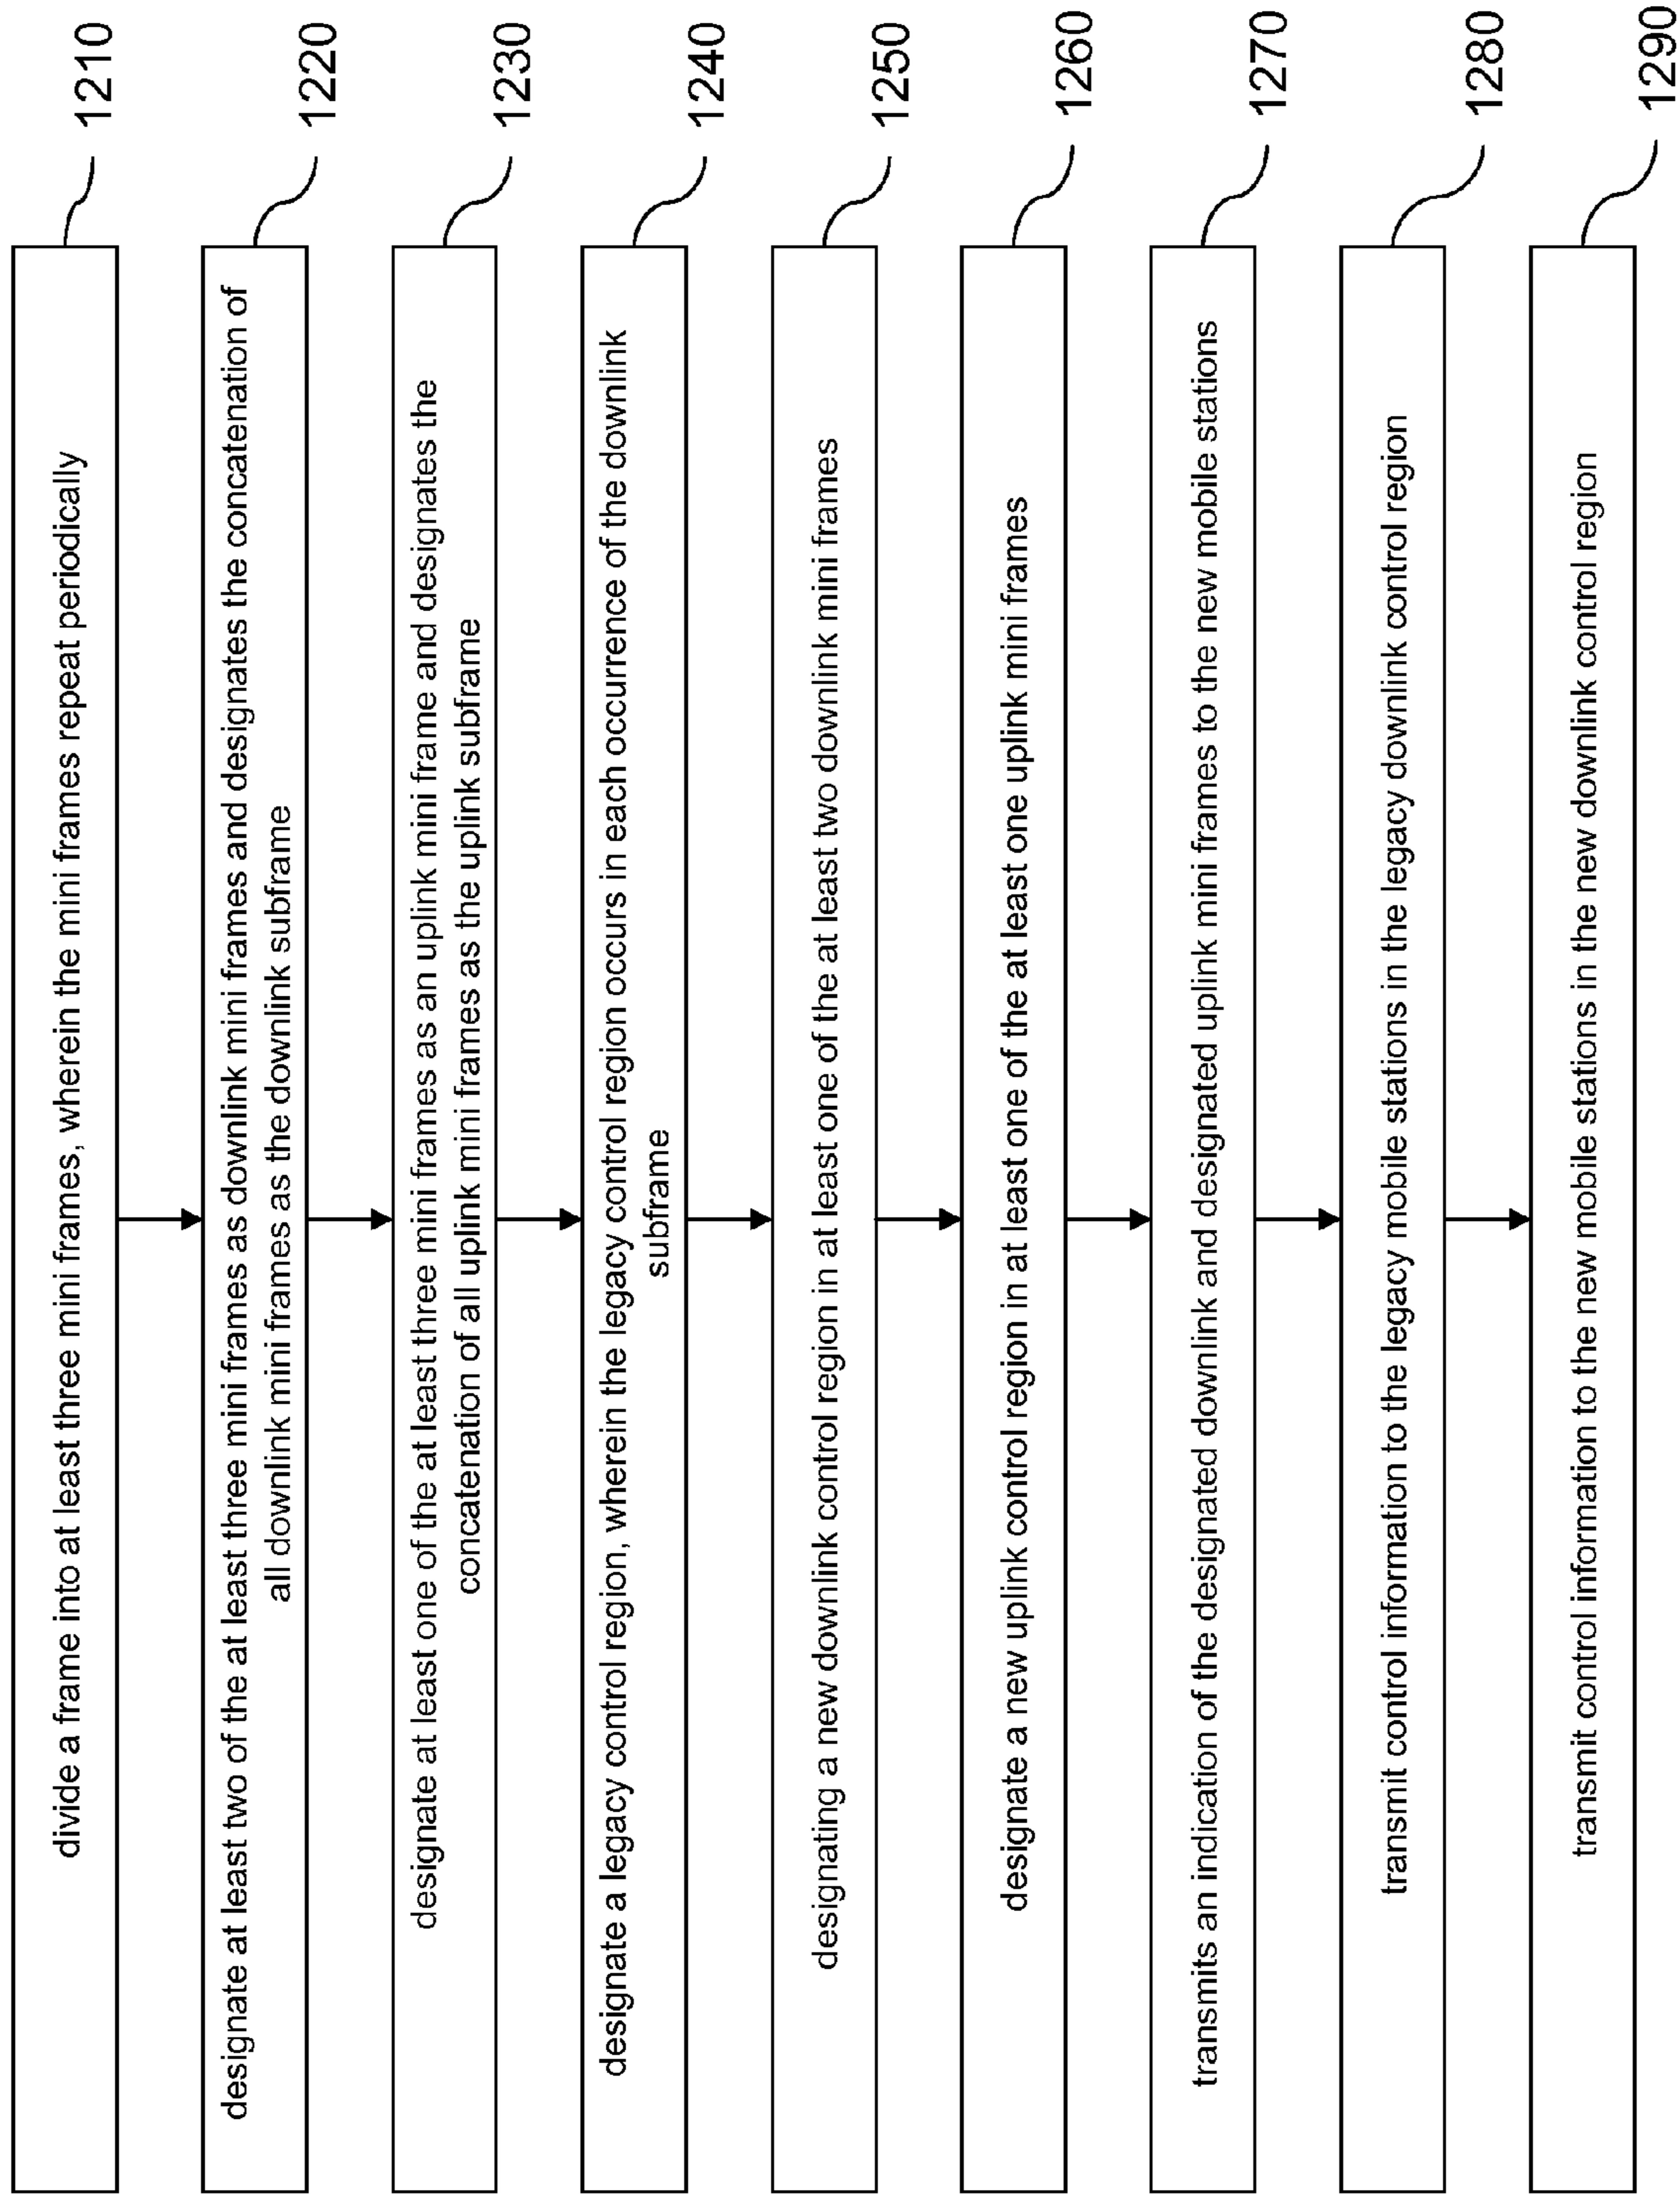 divide a frame into at least three mini frames, wherein the mini frames repeat periodically
1210
designate at least two of the at least three mini frames as downlink mini frames and designates the concatenation of
all downlink mini frames as the downlink subframe
1220
designate at least one of the at least three mini frames as an uplink mini frame and designates the
concatenation of all uplink mini frames as the uplink subframe
1230
designate a legacy control region, wherein the legacy control region occurs in each occurrence of the downlink
subframe
1240
designating a new downlink control region in at least one of the at least two downlink mini frames
1250
designate a new uplink control region in at least one of the at least one uplink mini frames
1260
transmits an indication of the designated downlink and designated uplink mini frames to the new mobile stations
1270
transmit control information to the legacy mobile stations in the legacy downlink control region
1280
transmit control information to the new mobile stations in the new downlink control region
1290